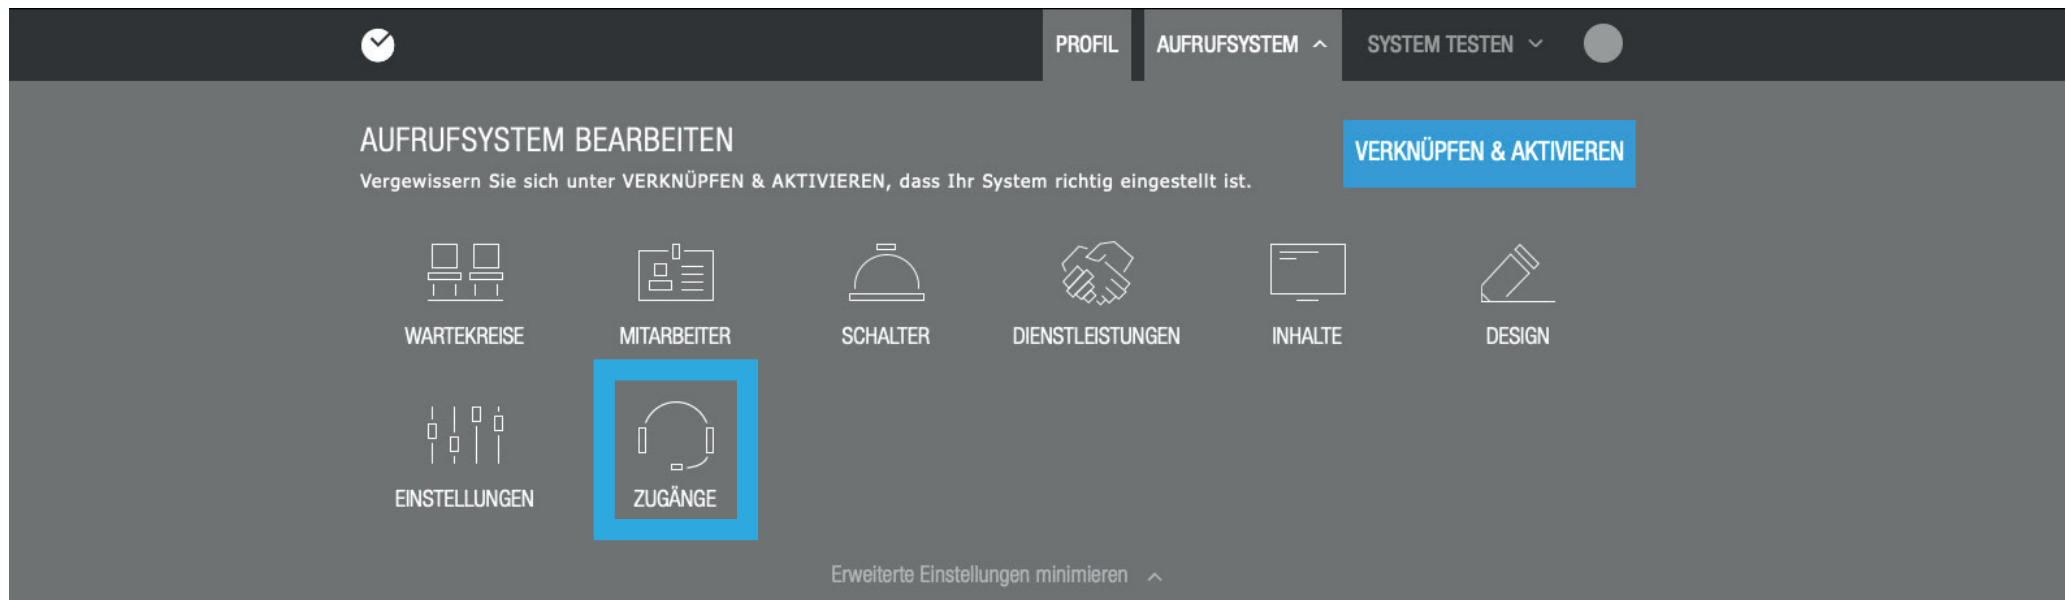 PROFIL AUFRUFSYSTEM SYSTEM TESTEN
AUFRUFSYSTEM BEARBEITEN
VERKNÜPFEN & AKTIVIEREN
Vergewissern Sie sich unter VERKNÜPFEN & AKTIVIEREN, dass Ihr System richtig eingestellt ist.
WARTEKREISE MITARBEITER SCHALTER DIENSTLEISTUNGEN INHALTE DESIGN
EINSTELLUNGEN ZUGÄNGE
Erweiterte Einstellungen minimieren